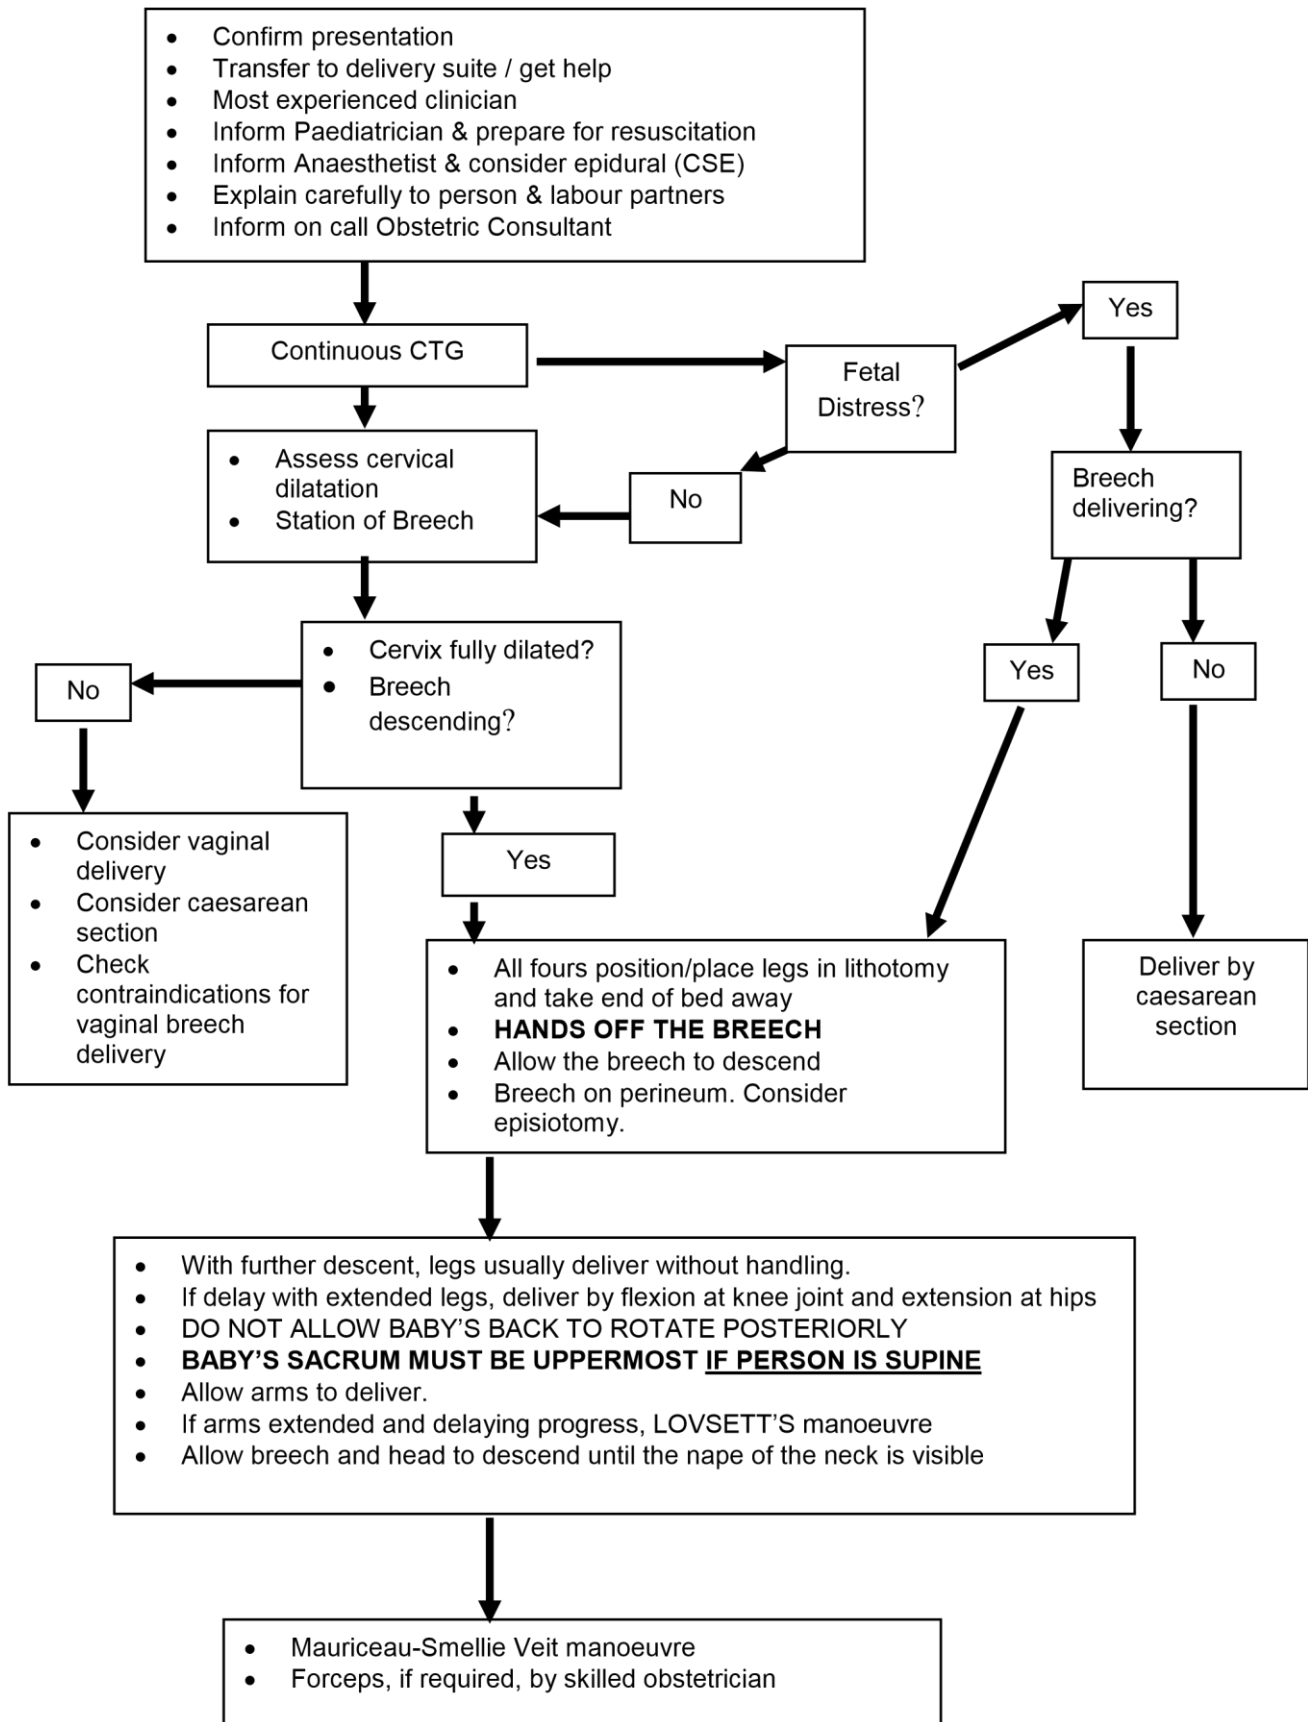 • Confirm presentation
• Transfer to delivery suite / get help
• Most experienced clinician
• Inform Paediatrician & prepare for resuscitation
• Inform Anaesthetist & consider epidural (CSE)
• Explain carefully to person & labour partners
• Inform on call Obstetric Consultant
Continuous CTG
Fetal
Distress?
Yes
No
• Assess cervical
dilatation
• Station of Breech
Breech
delivering?
Yes
No
• Cervix fully dilated?
• Breech
descending?
No
Yes
• Consider vaginal
delivery
• Consider caesarean
section
• Check
contraindications for
vaginal breech
delivery
• All fours position/place legs in lithotomy
and take end of bed away
• HANDS OFF THE BREECH
• Allow the breech to descend
• Breech on perineum. Consider
episiotomy.
Deliver by
caesarean
section
• With further descent, legs usually deliver without handling.
• If delay with extended legs, deliver by flexion at knee joint and extension at hips
• DO NOT ALLOW BABY'S BACK TO ROTATE POSTERIORLY
• BABY'S SACRUM MUST BE UPPERMOST IF PERSON IS SUPINE
• Allow arms to deliver.
• If arms extended and delaying progress, LOVSETT'S manoeuvre
• Allow breech and head to descend until the nape of the neck is visible
• Mauriceau-Smellie Veit manoeuvre
• Forceps, if required, by skilled obstetrician